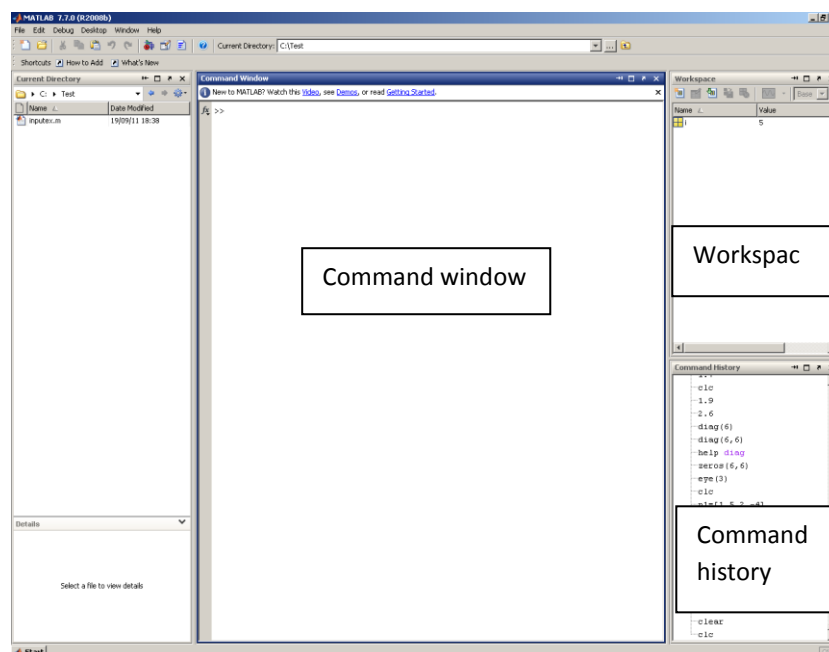 MATLAB 7.7.0 (R2008b)
File Edit Debug Desktop Window Help
Current Directory: C:\Test
Shortcuts How to Add What's New
Current Directory
C: Test
Name Date Modified
inputex.m 19/09/11 18:38
Details
Select a file to view details
Command Window
New to MATLAB? Watch this Video, see Demos, or read Getting Started.
fx >>
Command window
Workspace
Base
Name Value
i 5
Workspac
Command History
clc
1.9
2.6
diag(6)
diag(6,6)
help diag
zeros(6,6)
eye(3)
clc
Command
history
clear
clc
Start